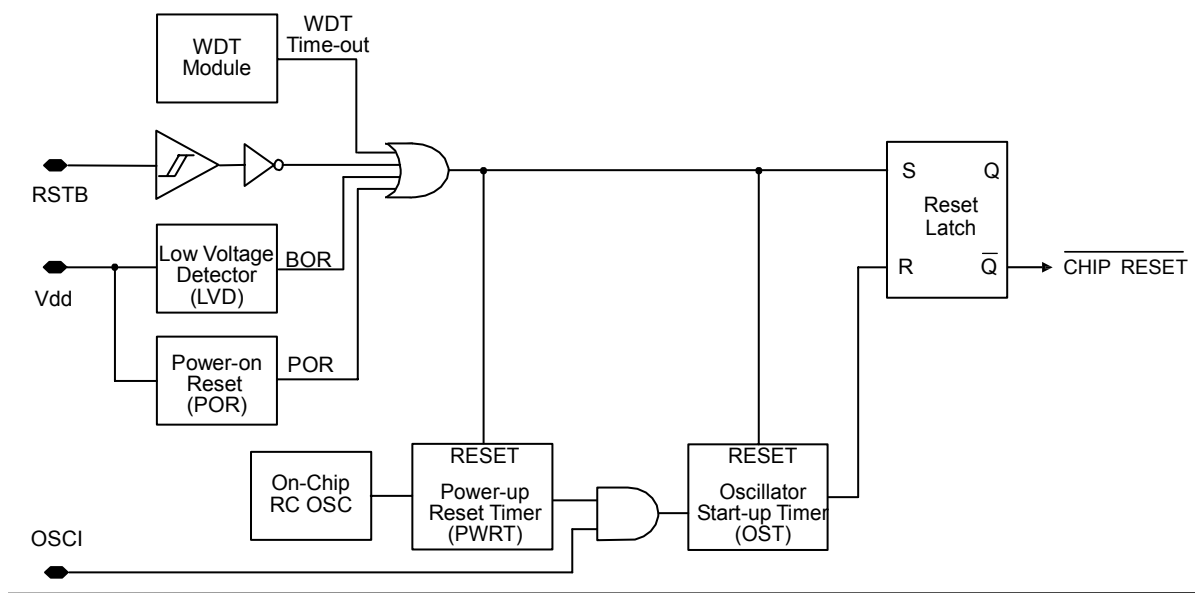 WDT
Module
WDT
Time-out
RSTB
Low Voltage
Detector
(LVD)
BOR
Vdd
Power-on
Reset
(POR)
POR
S
Q
Reset
Latch
R
Q
CHIP RESET
On-Chip
RC OSC
RESET
Power-up
Reset Timer
(PWRT)
RESET
Oscillator
Start-up Timer
(OST)
OSCI